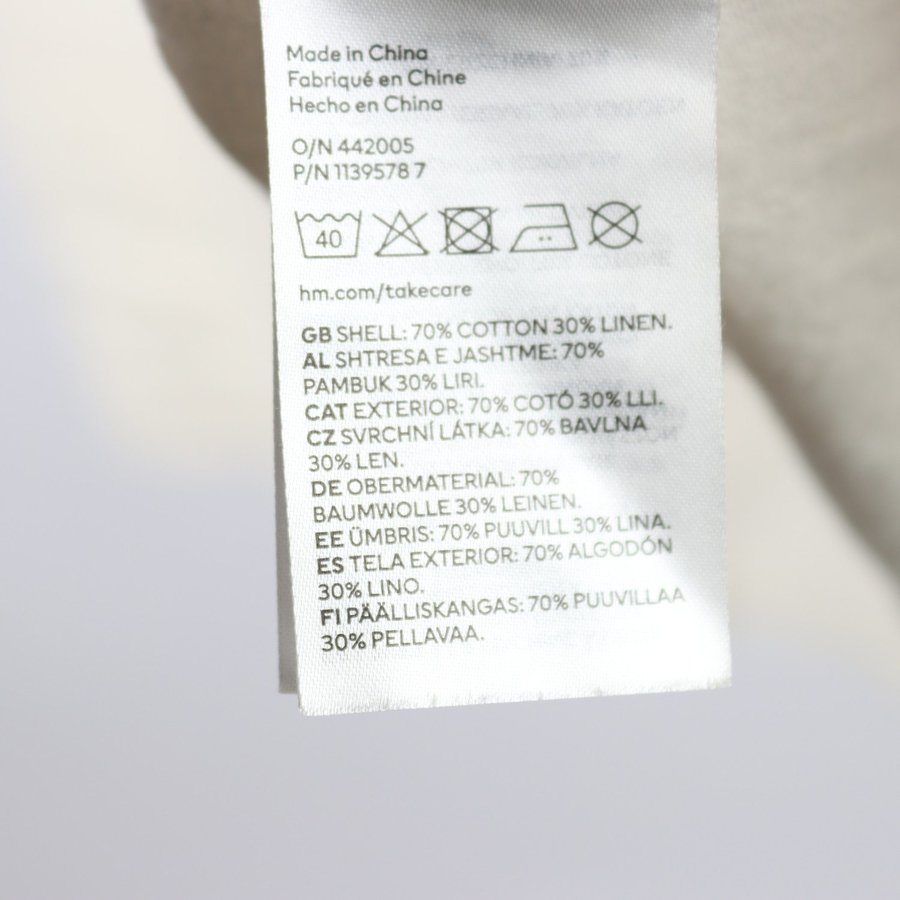 Made in China
Fabriqué en Chine
Hecho en China
O/N 442005
P/N 1139578 7
40
hm.com/takecare
GB SHELL: 70% COTTON 30% LINEN.
AL SHTRESA E JASHTME: 70%
PAMBUK 30% LIRI.
CAT EXTERIOR: 70% COTÓ 30% LLI.
CZ SVRCHNÍ LÁTKA: 70% BAVLNA
30% LEN.
DE OBERMATERIAL: 70%
BAUMWOLLE 30% LEINEN.
EE ÜMBRIS: 70% PUUVILL 30% LINA.
ES TELA EXTERIOR: 70% ALGODÓN
30% LINO.
FI PÄÄLLISKANGAS: 70% PUUVILLAA
30% PELLAVAA.